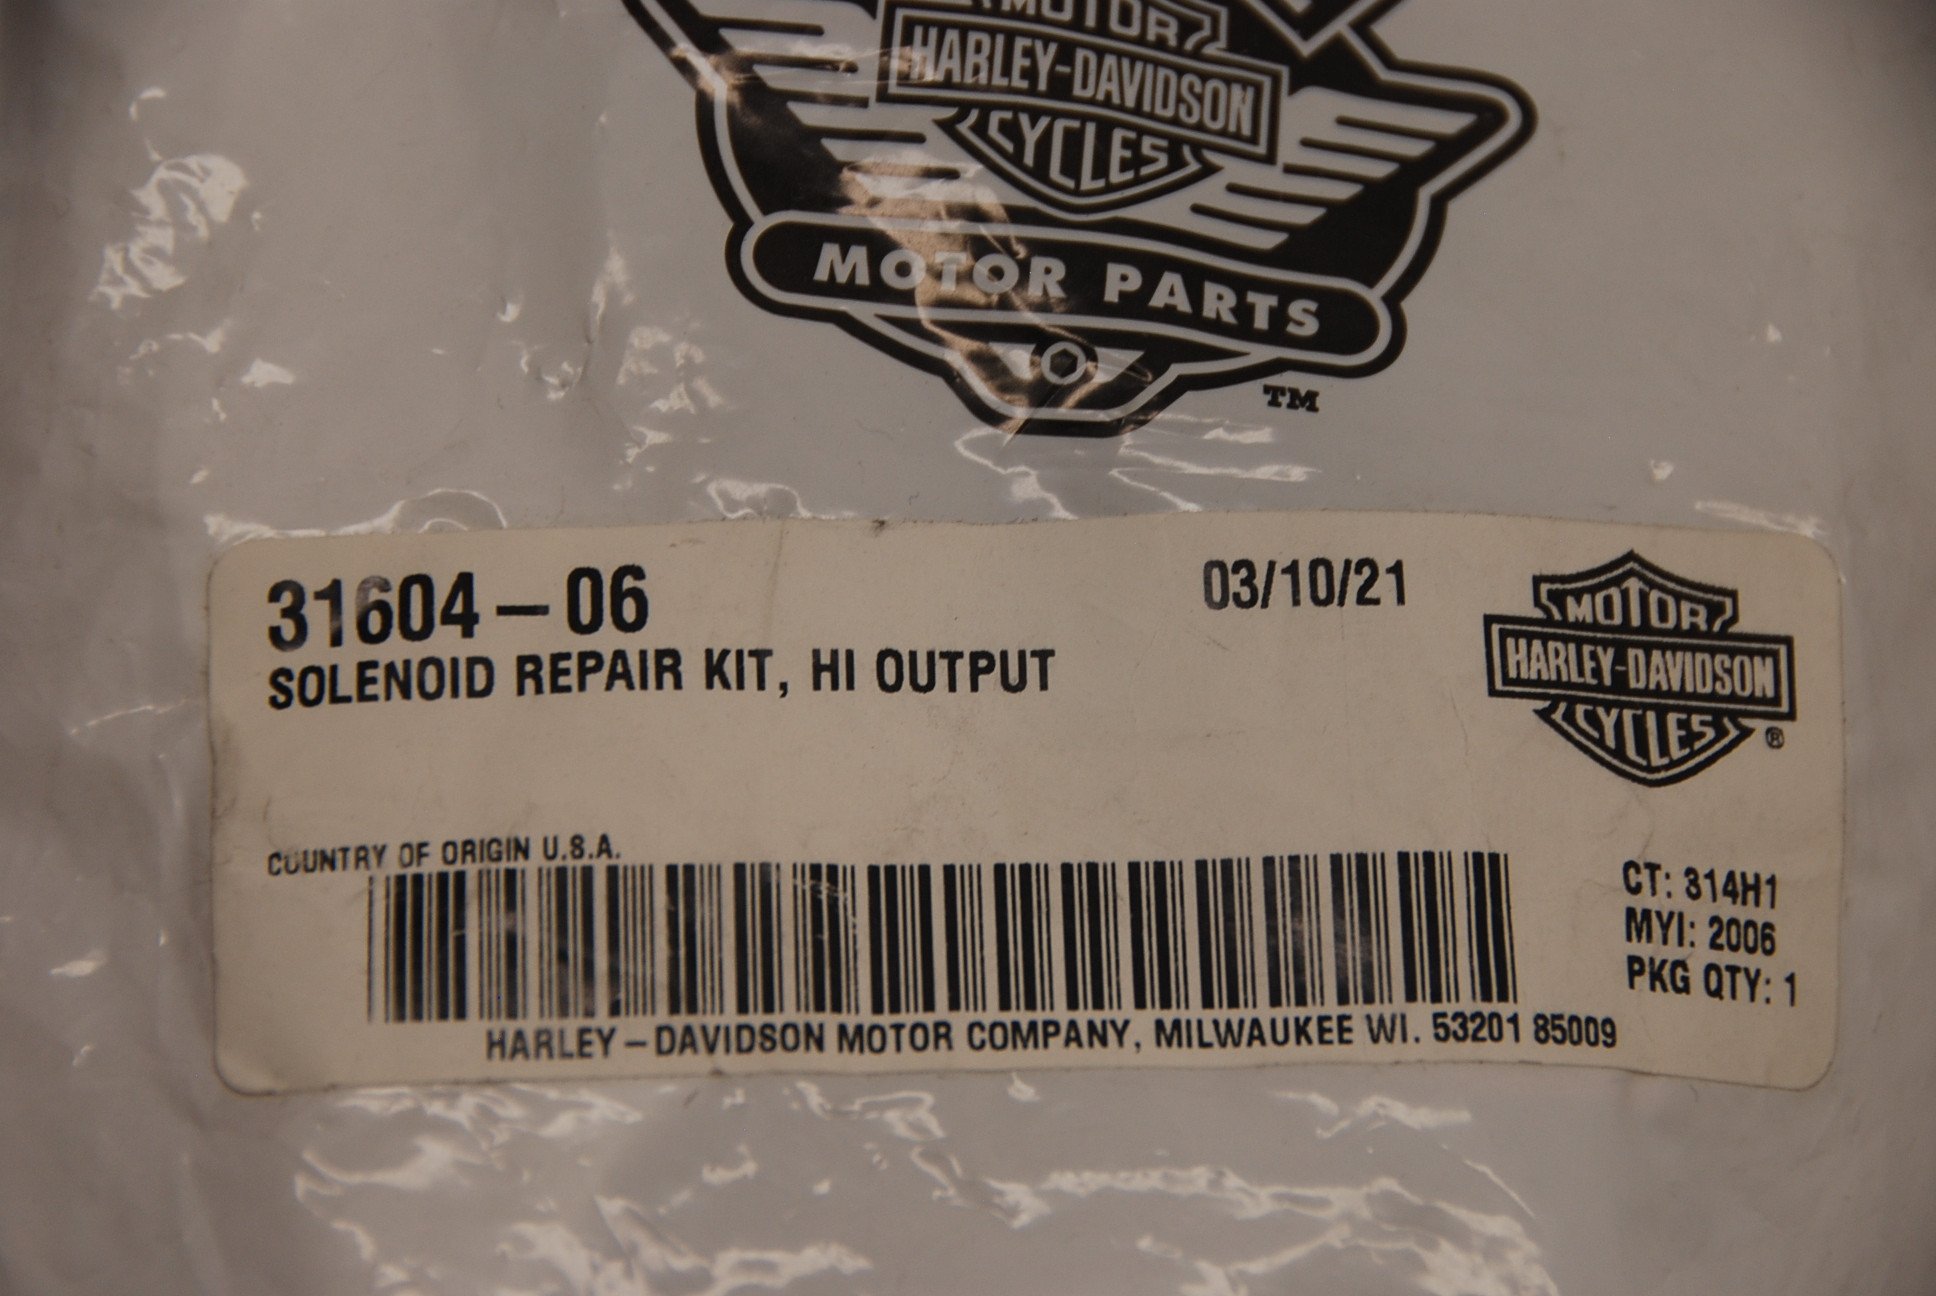 MOTOR
HARLEY-DAVIDSON
CYCLES
MOTOR PARTS
TM
31604-06
03/10/21
SOLENOID REPAIR KIT, HI OUTPUT
MOTOR
HARLEY-DAVIDSON
CYCLES
®
COUNTRY OF ORIGIN U.S.A.
CT: 314H1
MYI: 2006
PKG QTY: 1
HARLEY-DAVIDSON MOTOR COMPANY, MILWAUKEE WI. 53201 85009